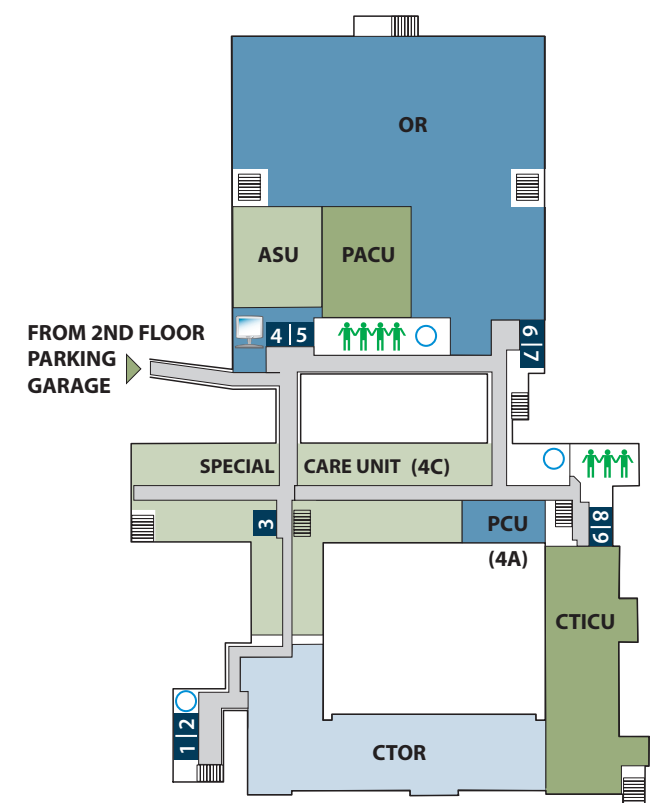 OR
ASU
PACU
4|5
6|7
FROM 2ND FLOOR
PARKING
GARAGE
SPECIAL CARE UNIT (4C)
3
PCU
(4A)
8|9
CTICU
1|2
CTOR